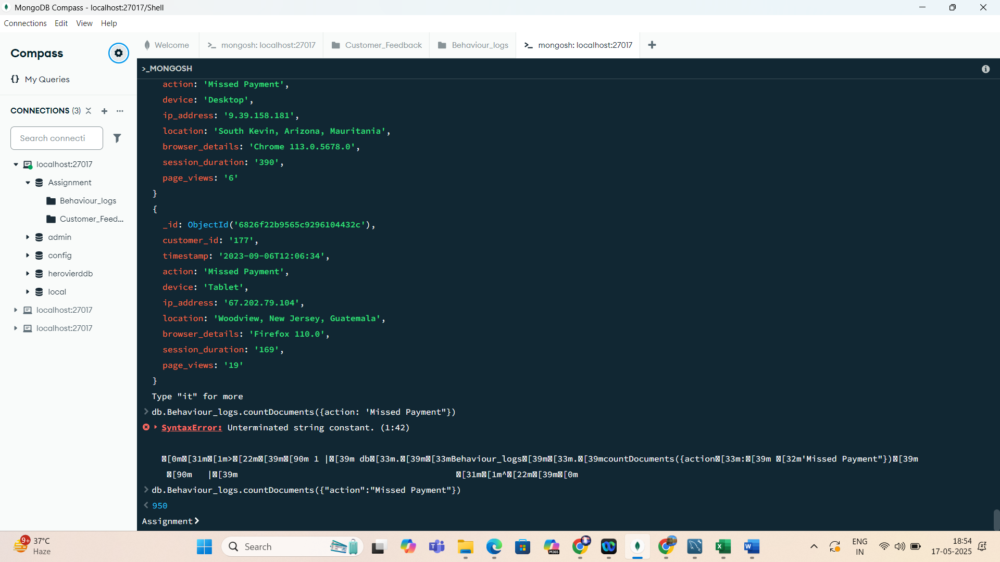 MongoDB Compass - localhost:27017/Shell
Connections Edit View Help
Compass
My Queries
CONNECTIONS (3)
Search connecti
localhost:27017
Assignment
Behaviour_logs
Customer_Feed...
admin
config
herovierddb
local
localhost:27017
localhost:27017
Welcome
mongosh: localhost:27017
Customer_Feedback
Behaviour_logs
mongosh: localhost:27017
>_MONGOSH
action: 'Missed Payment',
device: 'Desktop',
ip_address: '9.39.158.181',
location: 'South Kevin, Arizona, Mauritania',
browser_details: 'Chrome 113.0.5678.0',
session_duration: '390',
page_views: '6'
}
{
_id: ObjectId('6826f22b9565c9296104432c'),
customer_id: '177',
timestamp: '2023-09-06T12:06:34',
action: 'Missed Payment',
device: 'Tablet',
ip_address: '67.202.79.104',
location: 'Woodview, New Jersey, Guatemala',
browser_details: 'Firefox 110.0',
session_duration: '169',
page_views: '19'
}
Type "it" for more
> db.Behaviour_logs.countDocuments({action: 'Missed Payment"})
SyntaxError: Unterminated string constant. (1:42)
[0m[31m[1m>[22m[39m[90m 1 |[39m db[33m.[39m[33mBehaviour_logs[39m[33m.[39mcountDocuments({action[33m:[39m [32m'Missed Payment"})[39m
[90m |[39m [31m[1m^[22m[39m[0m
> db.Behaviour_logs.countDocuments({"action":"Missed Payment"})
< 950
Assignment>
9+
37°C
Haze
Search
M365
ENG
IN
18:54
17-05-2025